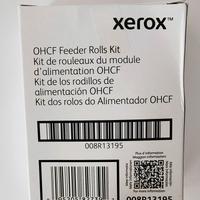 xerox™
OHCF Feeder Rolls Kit
Kit de rouleaux du module
d'alimentation OHCF
Kit de los rodillos de
alimentación OHCF
Kit dos rolos do Alimentador OHCF
008R13195
008R13195